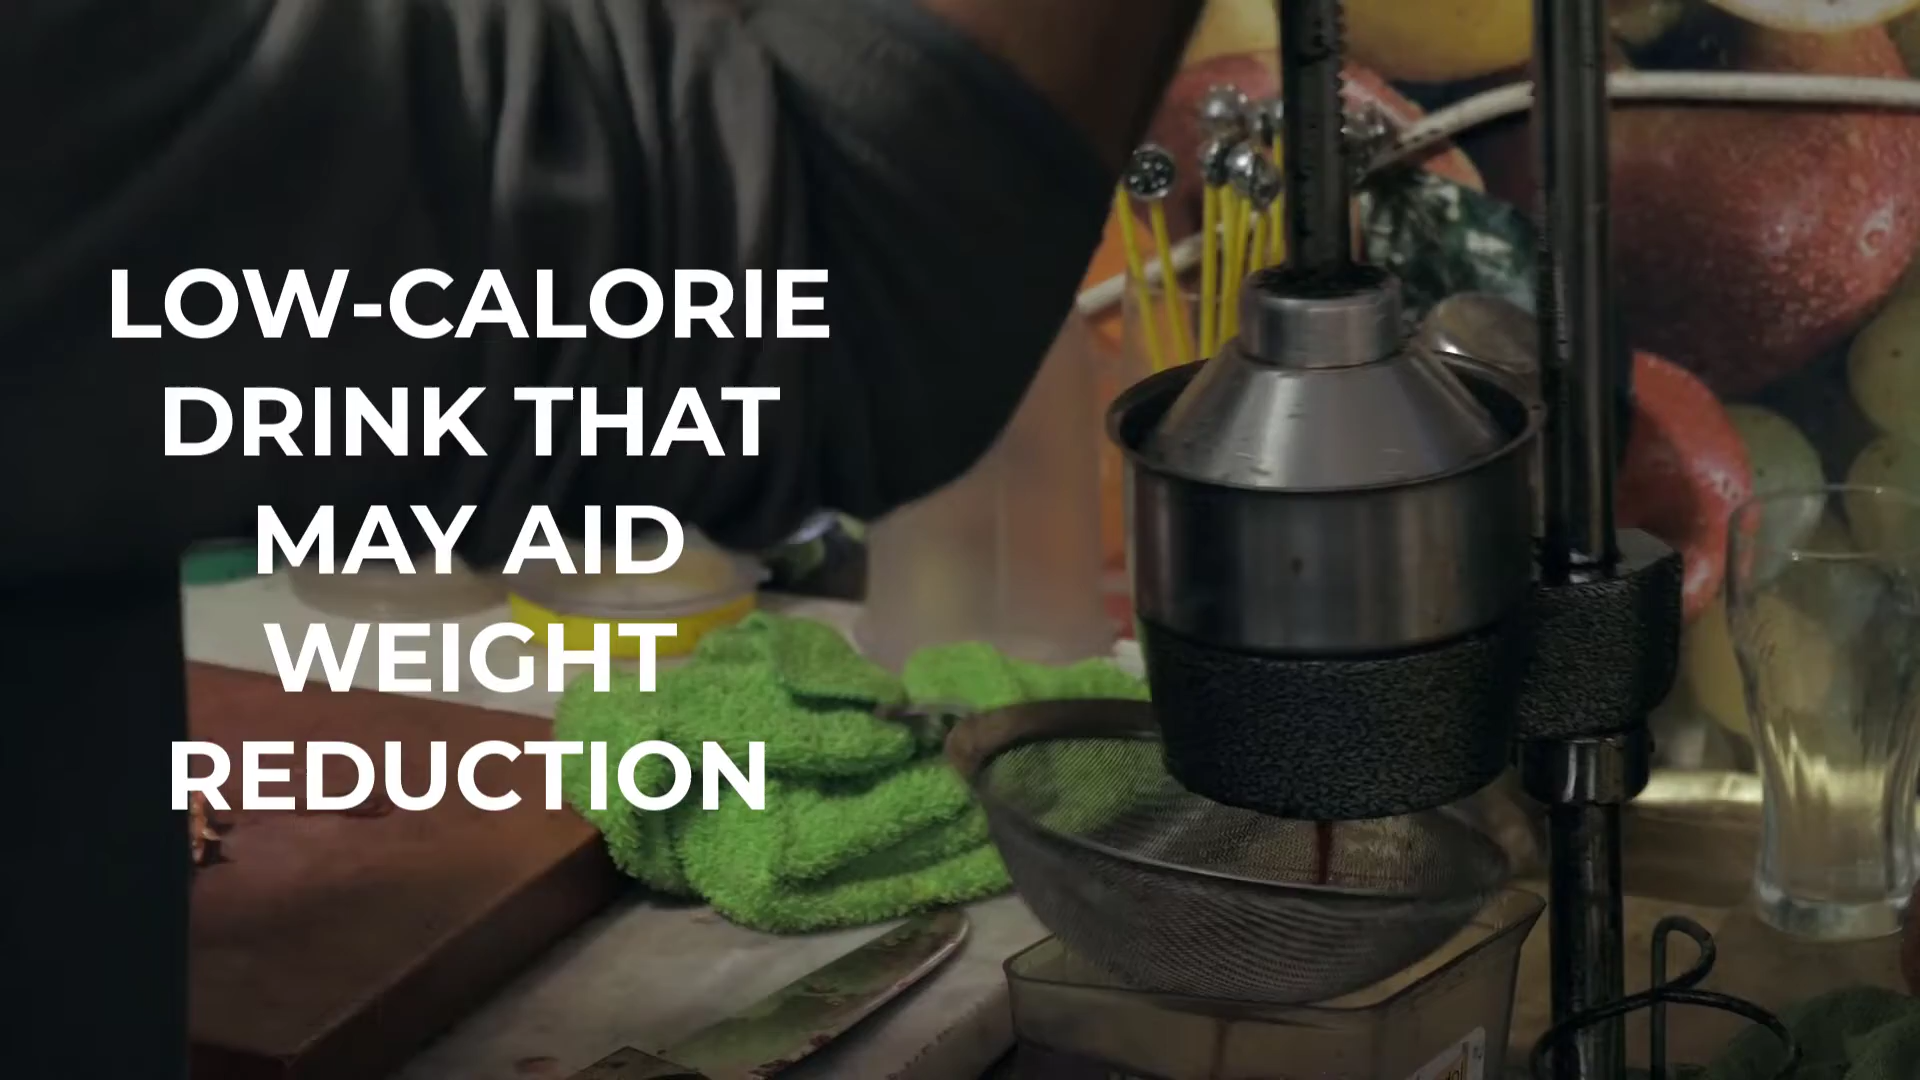 LOW-CALORIE
DRINK THAT
MAY AID
WEIGHT
REDUCTION